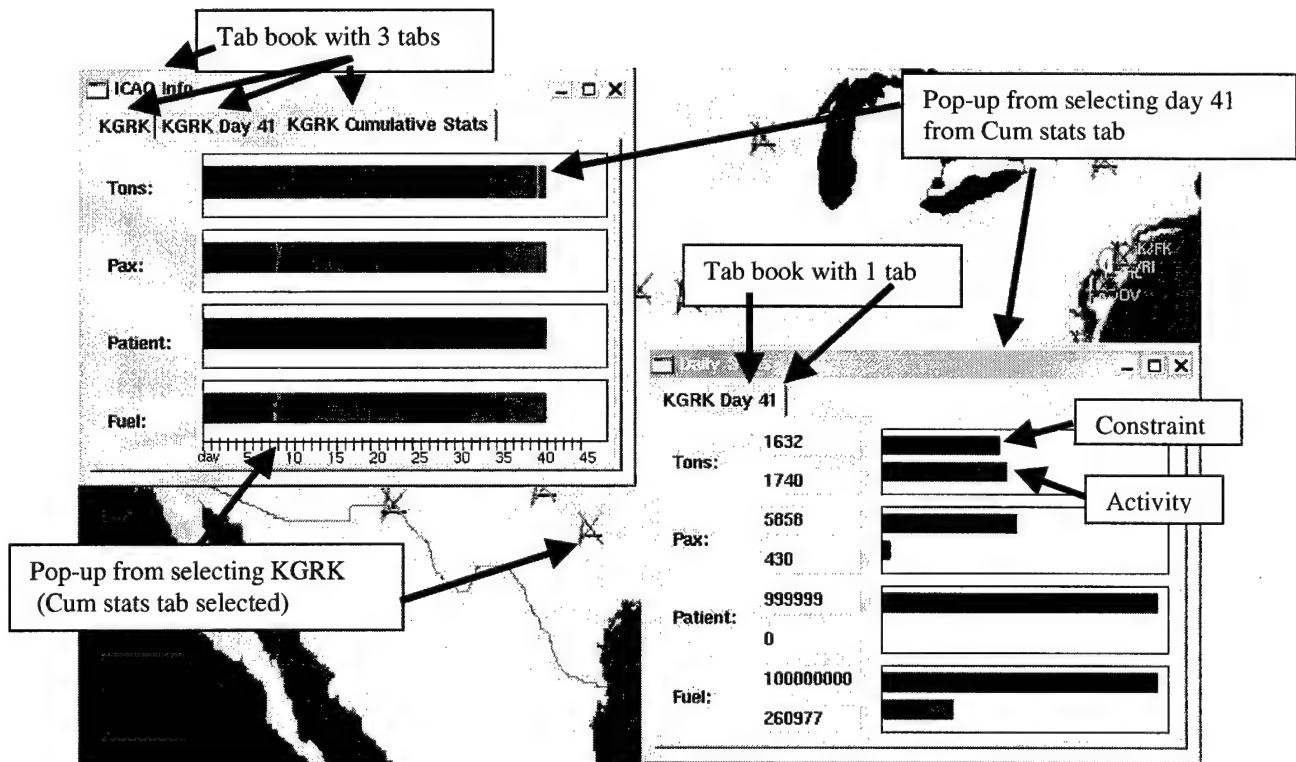 Tab book with 3 tabs
ICAO Info
KGRK KGRK Day 41 KGRK Cumulative Stats
Tons:
Pax:
Patient:
Fuel:
day 5 10 15 20 25 30 35 40 45
Pop-up from selecting day 41
from Cum stats tab
Tab book with 1 tab
Daily
KGRK Day 41
Tons:
1632
1740
Pax:
5858
430
Patient:
999999
0
Fuel:
100000000
260977
Constraint
Activity
Pop-up from selecting KGRK
(Cum stats tab selected)